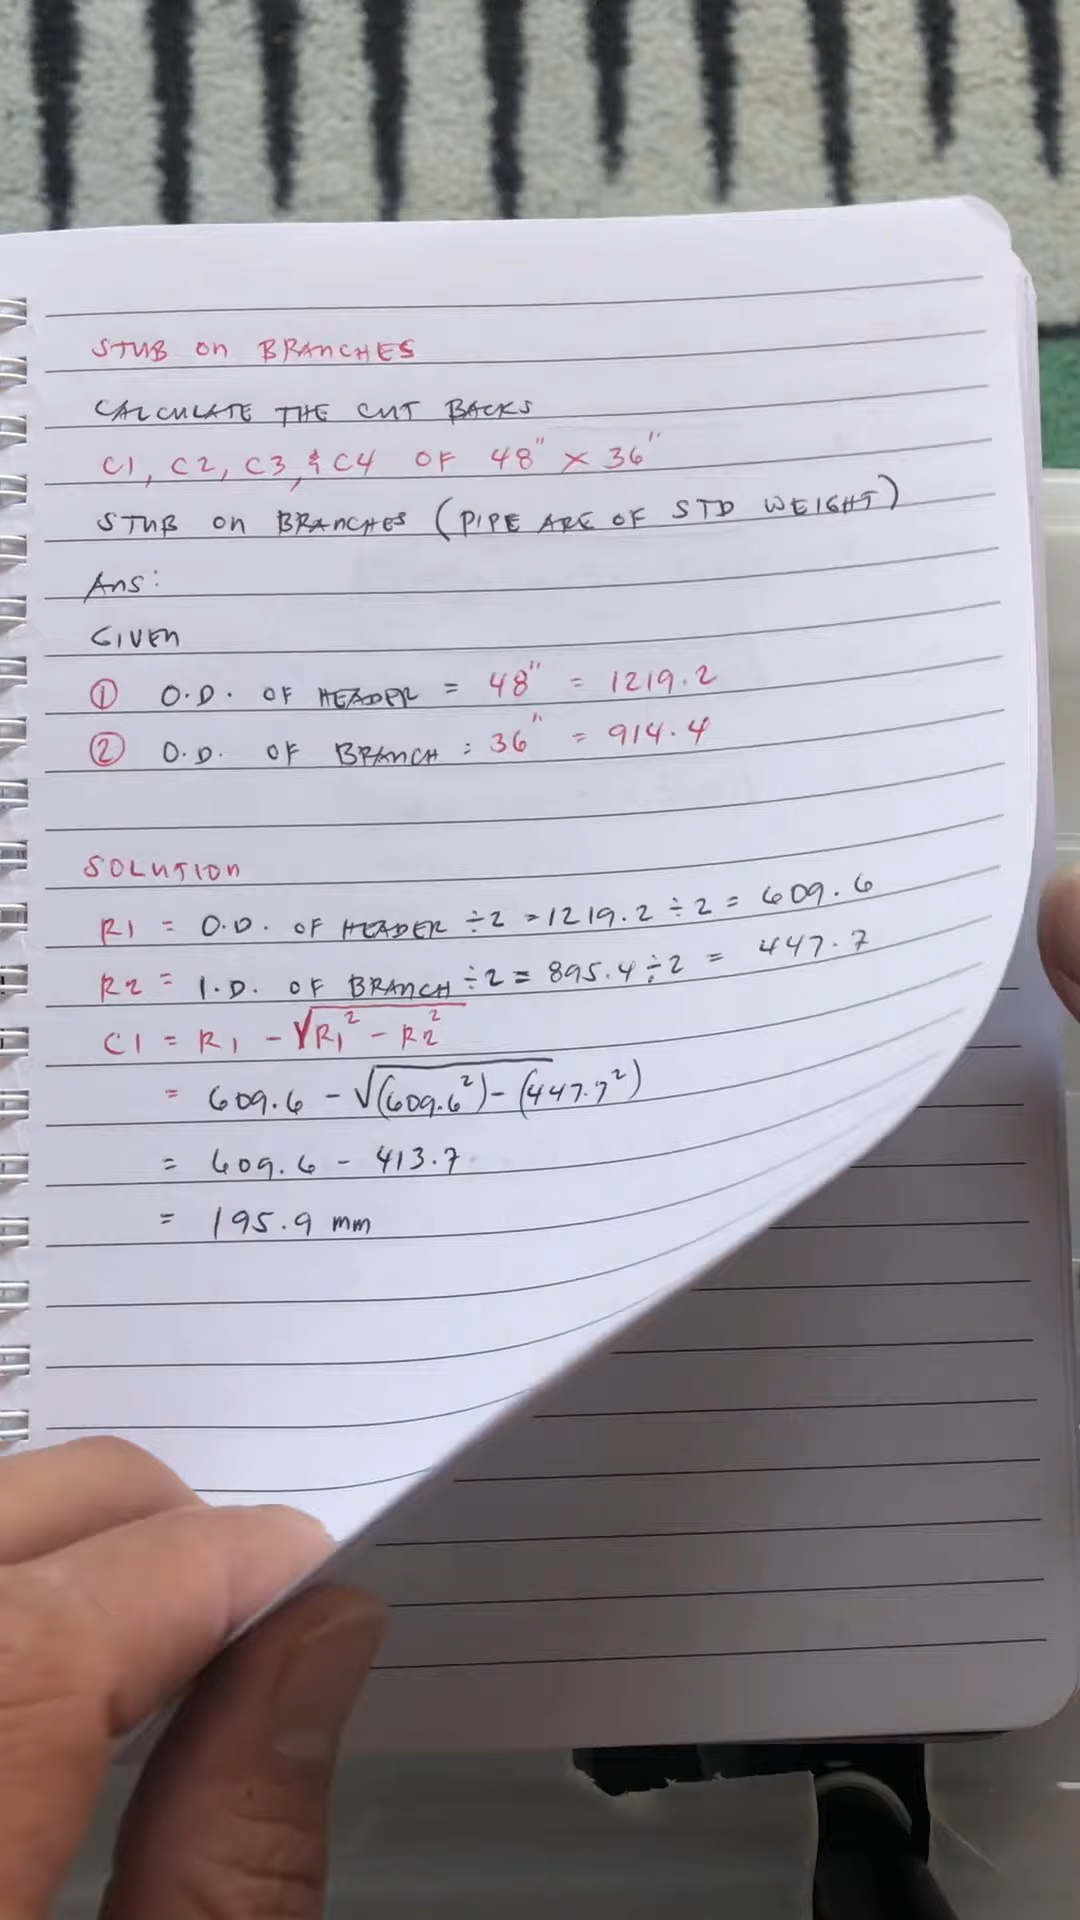 STUB on BRANCHES
CALCULATE THE CUT BACKS
C1, C2, C3, & C4 OF 48" × 36"
STUB on BRANCHES (PIPE ARE OF STD WEIGHT)
Ans:
GIVEN
① O.D. OF HEADER = 48" = 1219.2
② O.D. OF BRANCH : 36" = 914.4
SOLUTION
R1 = O.D. OF HEADER ÷2 = 1219.2 ÷2 = 609.6
R2 = I.D. OF BRANCH ÷2 = 895.4 ÷2 = 447.7
C1 = R1 - √R1² - R2²
= 609.6 - √(609.6²) - (447.7²)
= 609.6 - 413.7
= 195.9 mm